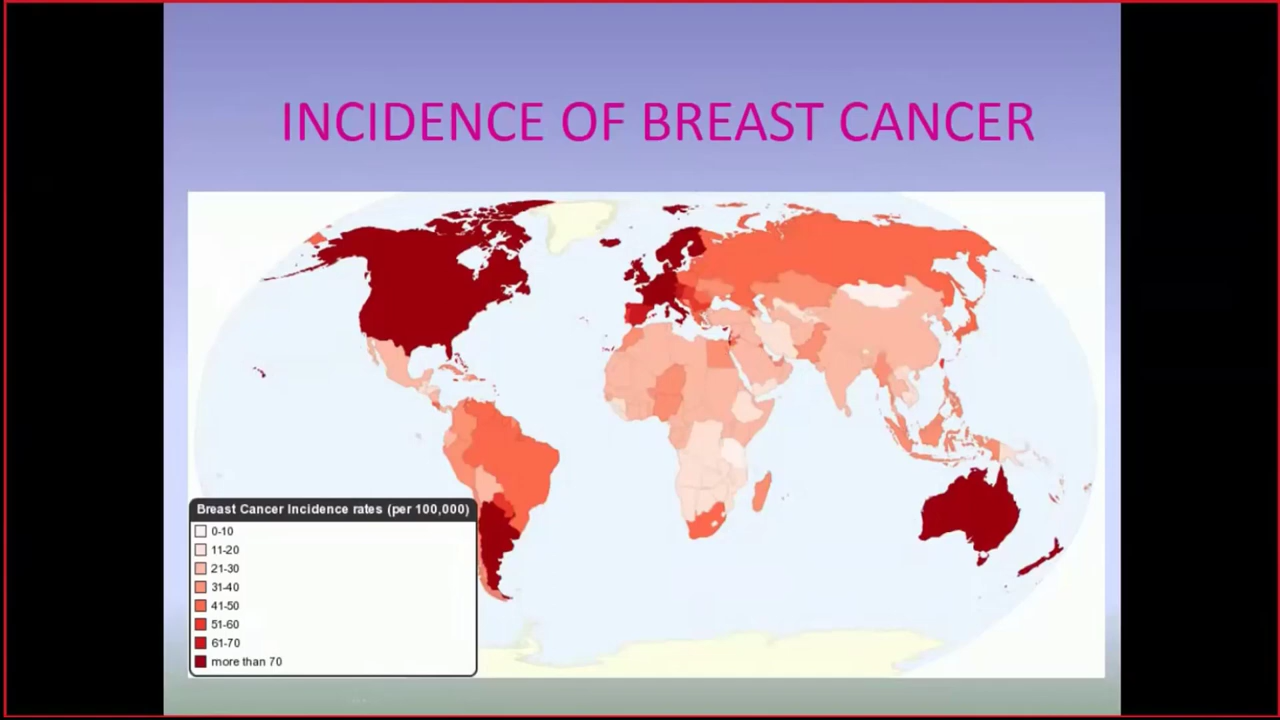 INCIDENCE OF BREAST CANCER
Breast Cancer Incidence rates (per 100,000)
0-10
11-20
21-30
31-40
41-50
51-60
61-70
more than 70